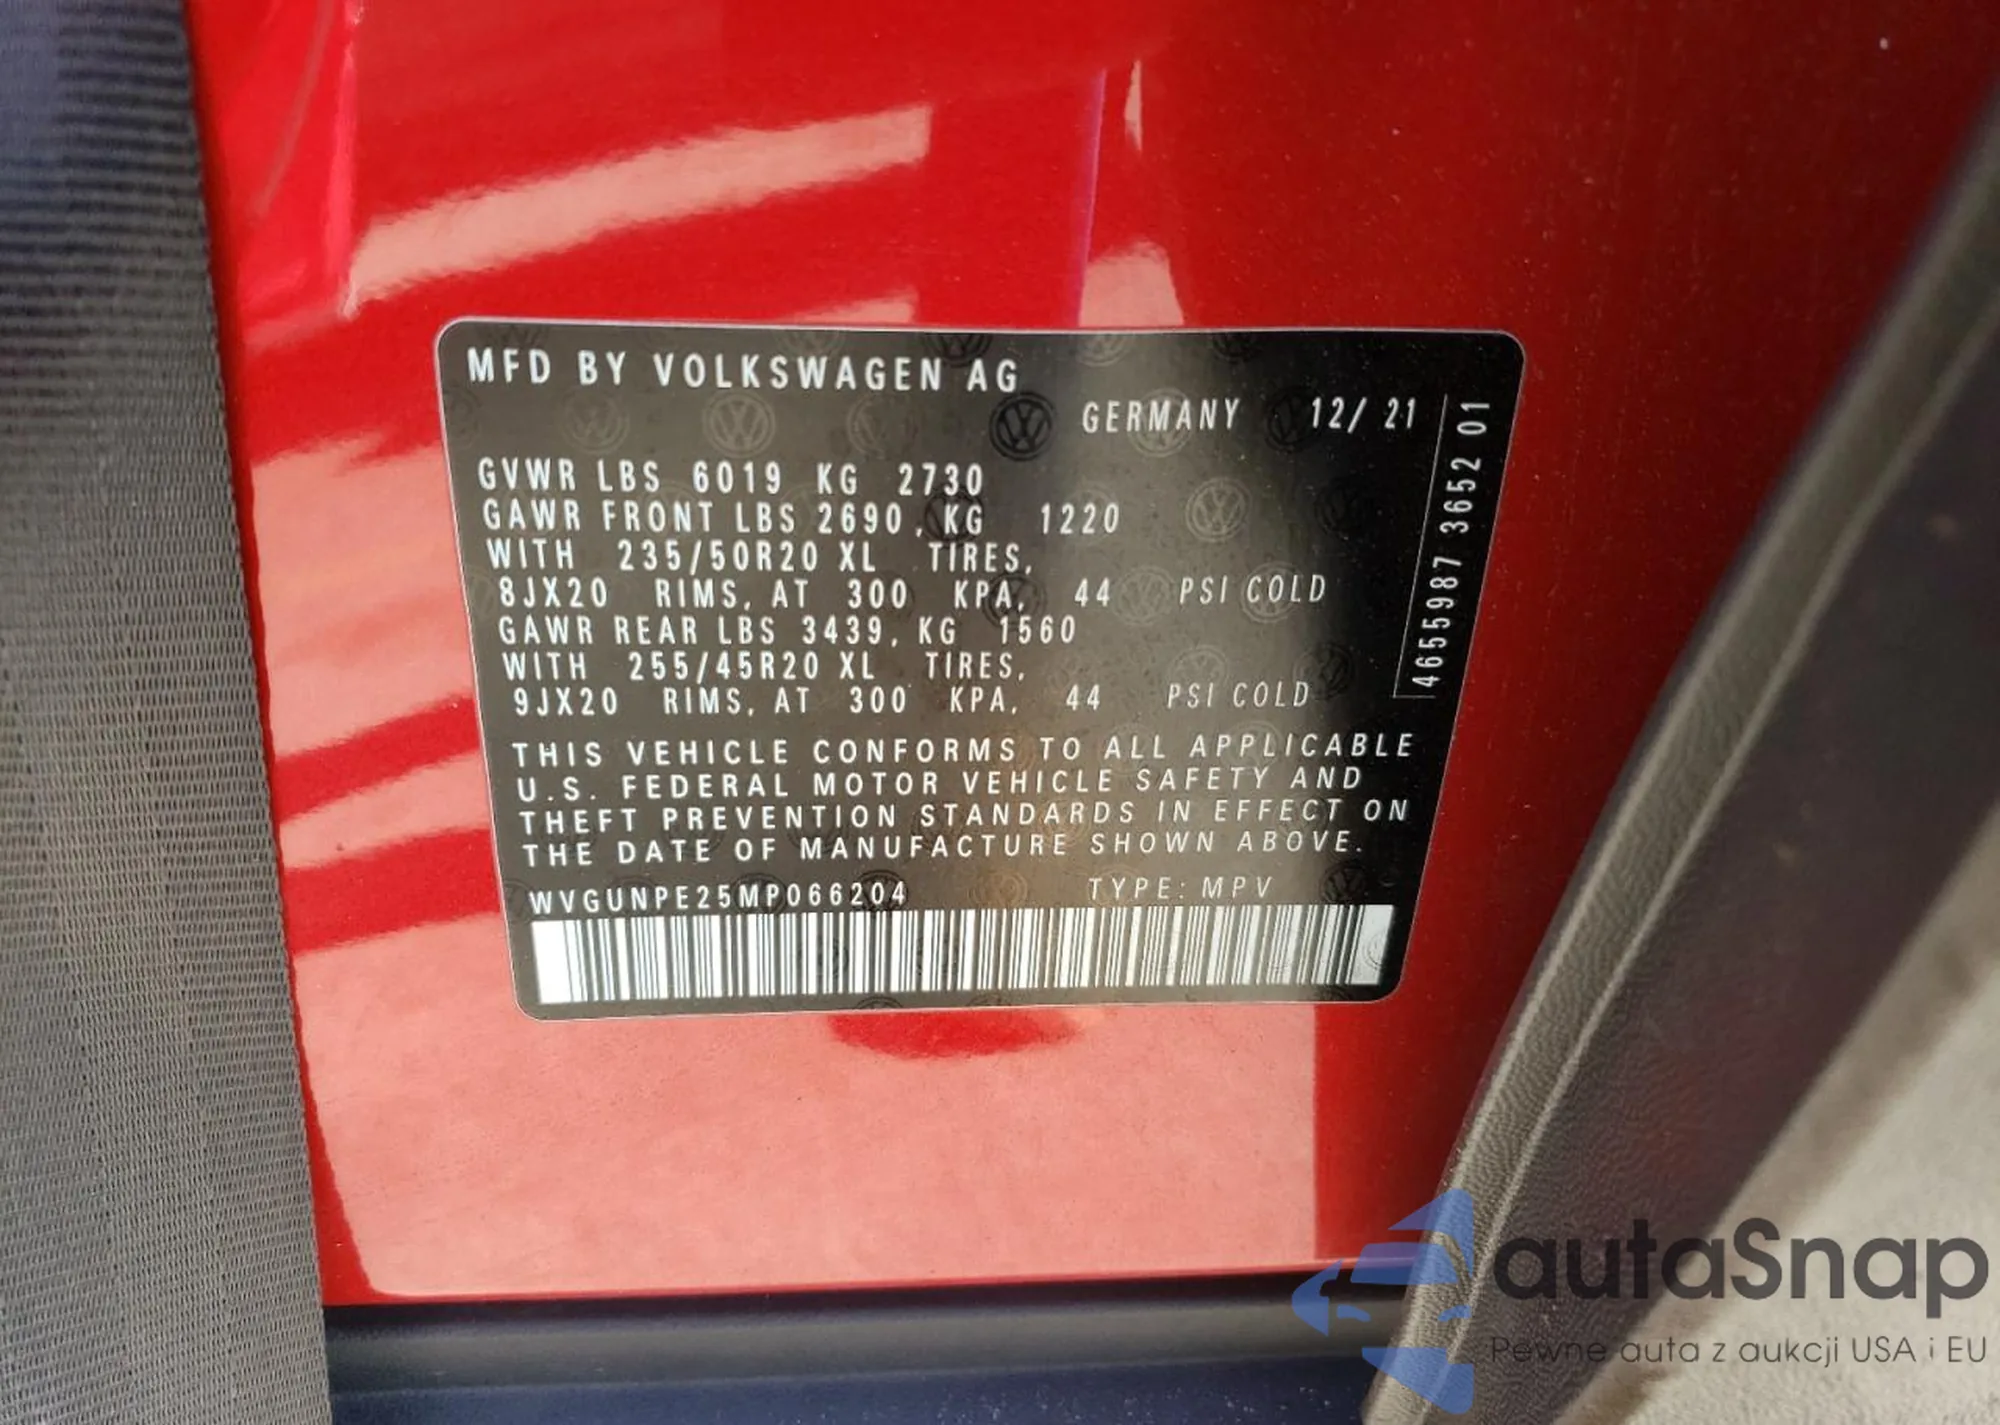 MFD BY VOLKSWAGEN AG
GERMANY 12/ 21
GVWR LBS 6019 KG 2730
GAWR FRONT LBS 2690, KG 1220
WITH 235/50R20 XL TIRES,
8JX20 RIMS, AT 300 KPA, 44 PSI COLD
GAWR REAR LBS 3439, KG 1560
WITH 255/45R20 XL TIRES,
9JX20 RIMS, AT 300 KPA, 44 PSI COLD
THIS VEHICLE CONFORMS TO ALL APPLICABLE
U.S. FEDERAL MOTOR VEHICLE SAFETY AND
THEFT PREVENTION STANDARDS IN EFFECT ON
THE DATE OF MANUFACTURE SHOWN ABOVE.
WVGUNPE25MP066204 TYPE: MPV
4655987 3652 01
autaSnap
Pewne auta z aukcji USA i EU